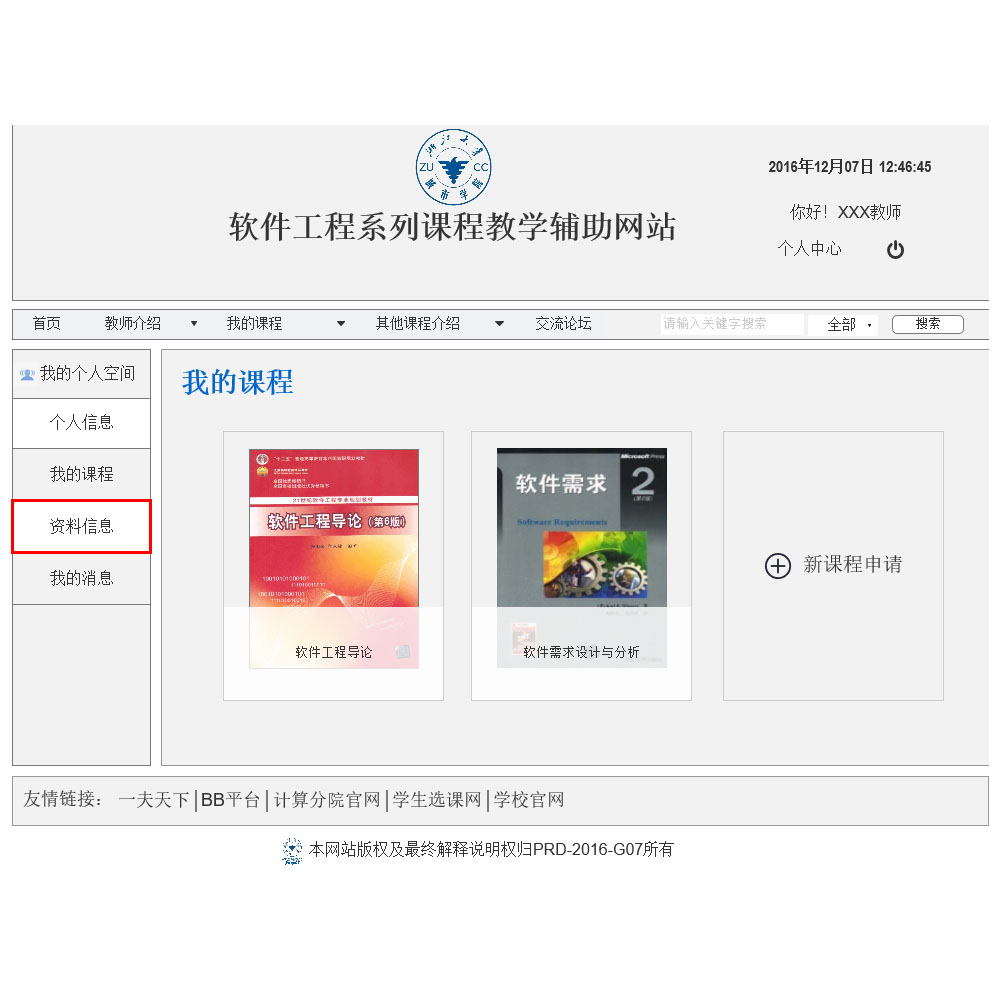 浙江大学
ZU CC
城市学院
软件工程系列课程教学辅助网站
2016年12月07日 12:46:45
你好！XXX教师
个人中心
首页 教师介绍 我的课程 其他课程介绍 交流论坛 请输入关键字搜索 全部 搜索
我的个人空间
个人信息
我的课程
资料信息
我的消息
我的课程
21世纪软件工程专业规划教材
软件工程导论（第6版）
10010101000101
软件工程导论
Microsoft Press
软件需求 2
Software Requirements
软件需求设计与分析
新课程申请
友情链接： 一夫天下|BB平台|计算分院官网|学生选课网|学校官网
本网站版权及最终解释说明权归PRD-2016-G07所有